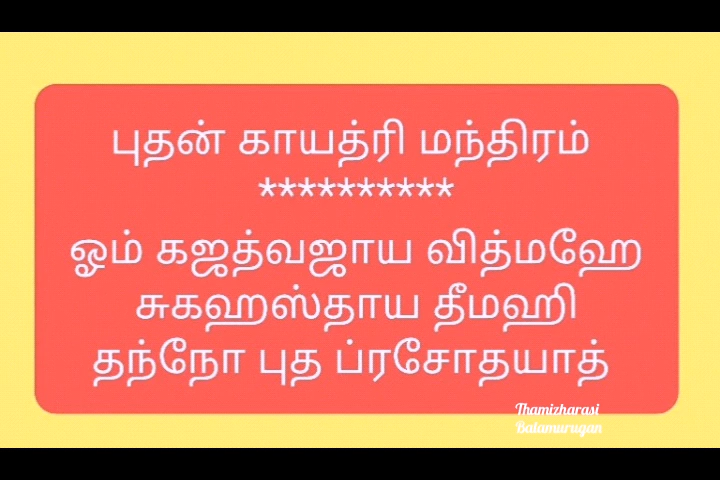 புதன் காயத்ரி மந்திரம்
**********
ஓம் கஜத்வஜாய வித்மஹே
சுகஹஸ்தாய தீமஹி
தந்நோ புத ப்ரசோதயாத்
Thamizharasi
Balamurugan